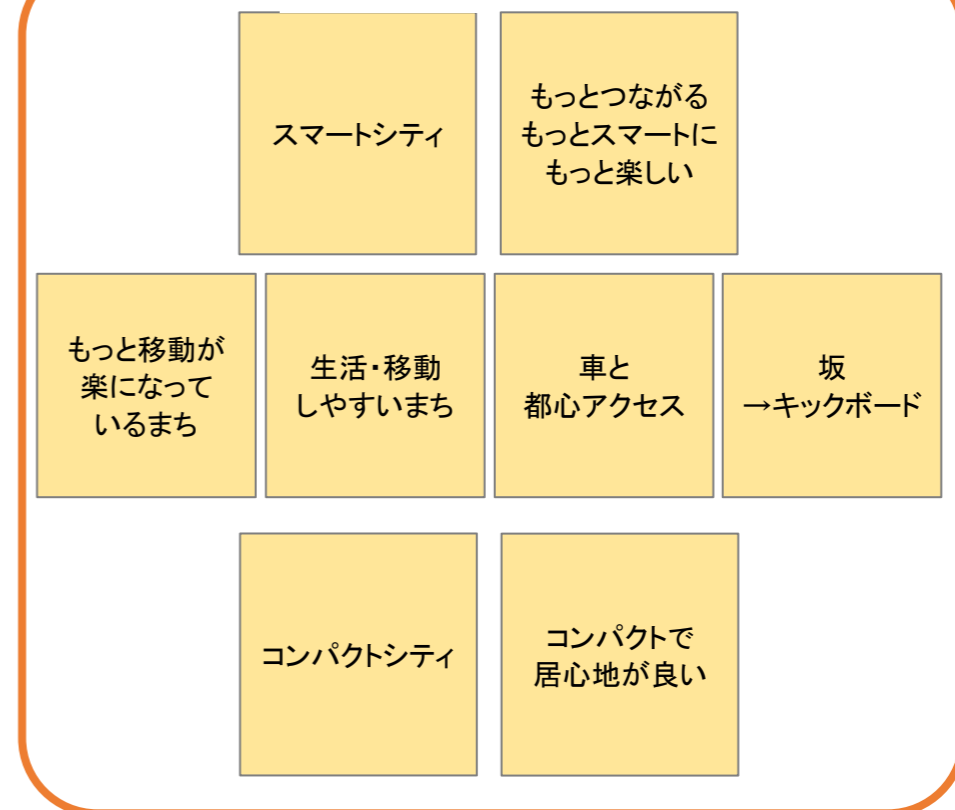 スマートシティ
もっとつながる
もっとスマートに
もっと楽しい
もっと移動が
楽になって
いるまち
生活・移動
しやすいまち
車と
都心アクセス
坂
→キックボード
コンパクトシティ
コンパクトで
居心地が良い